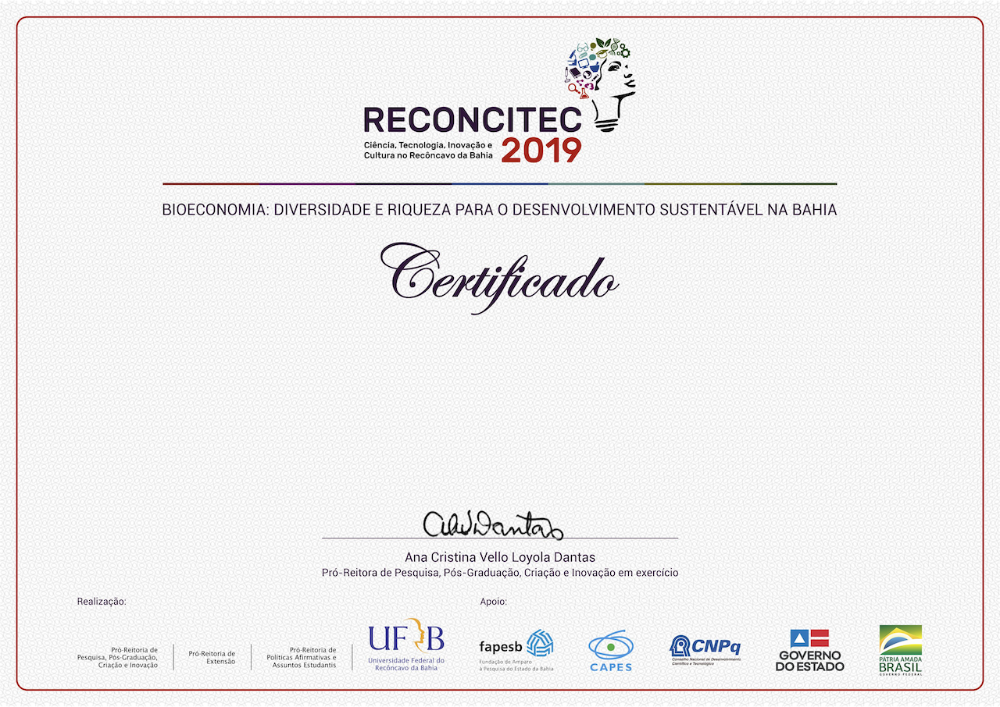 RECONCITEC
Ciência, Tecnologia, Inovação e
Cultura no Recôncavo da Bahia
2019
BIOECONOMIA: DIVERSIDADE E RIQUEZA PARA O DESENVOLVIMENTO SUSTENTÁVEL NA BAHIA
Certificado
Ana Cristina Vello Loyola Dantas
Pró-Reitora de Pesquisa, Pós-Graduação, Criação e Inovação em exercício
Realização:
Pró-Reitoria de
Pesquisa, Pós-Graduação,
Criação e Inovação
Pró-Reitoria de
Extensão
Pró-Reitoria de
Políticas Afirmativas e
Assuntos Estudantis
UFRB
Universidade Federal do
Recôncavo da Bahia
Apoio:
fapesb
Fundação de Amparo
à Pesquisa do Estado da Bahia
CAPES
CNPq
Conselho Nacional de Desenvolvimento
Científico e Tecnológico
GOVERNO
DO ESTADO
PÁTRIA AMADA
BRASIL
GOVERNO FEDERAL